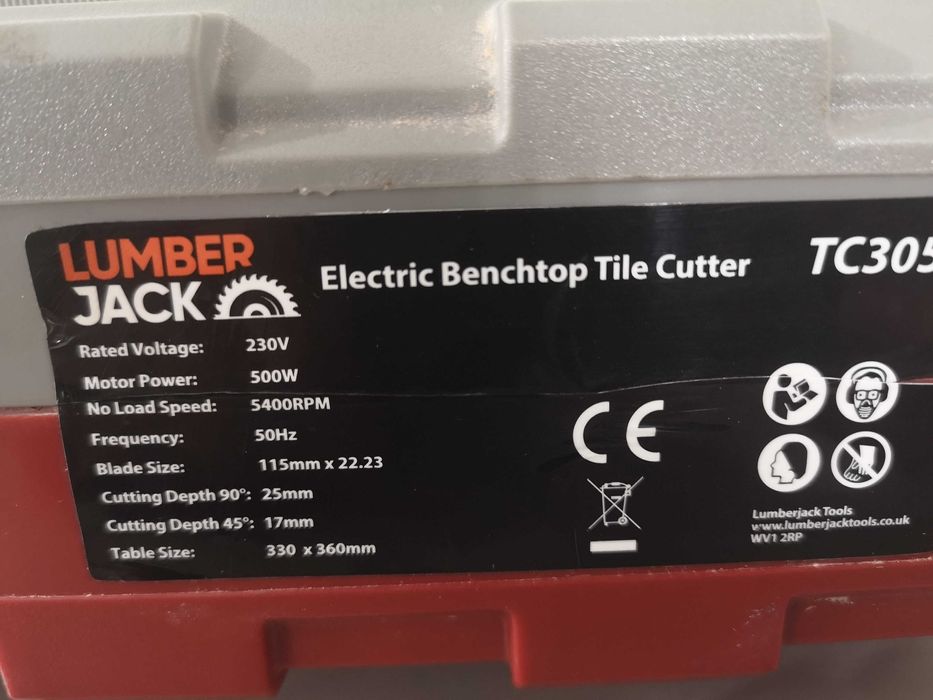 LUMBER
JACK
Electric Benchtop Tile Cutter
TC305
Rated Voltage: 230V
Motor Power: 500W
No Load Speed: 5400RPM
Frequency: 50Hz
Blade Size: 115mm x 22.23
Cutting Depth 90°: 25mm
Cutting Depth 45°: 17mm
Table Size: 330 x 360mm
CE
Lumberjack Tools
www.lumberjacktools.co.uk
WV1 2RP